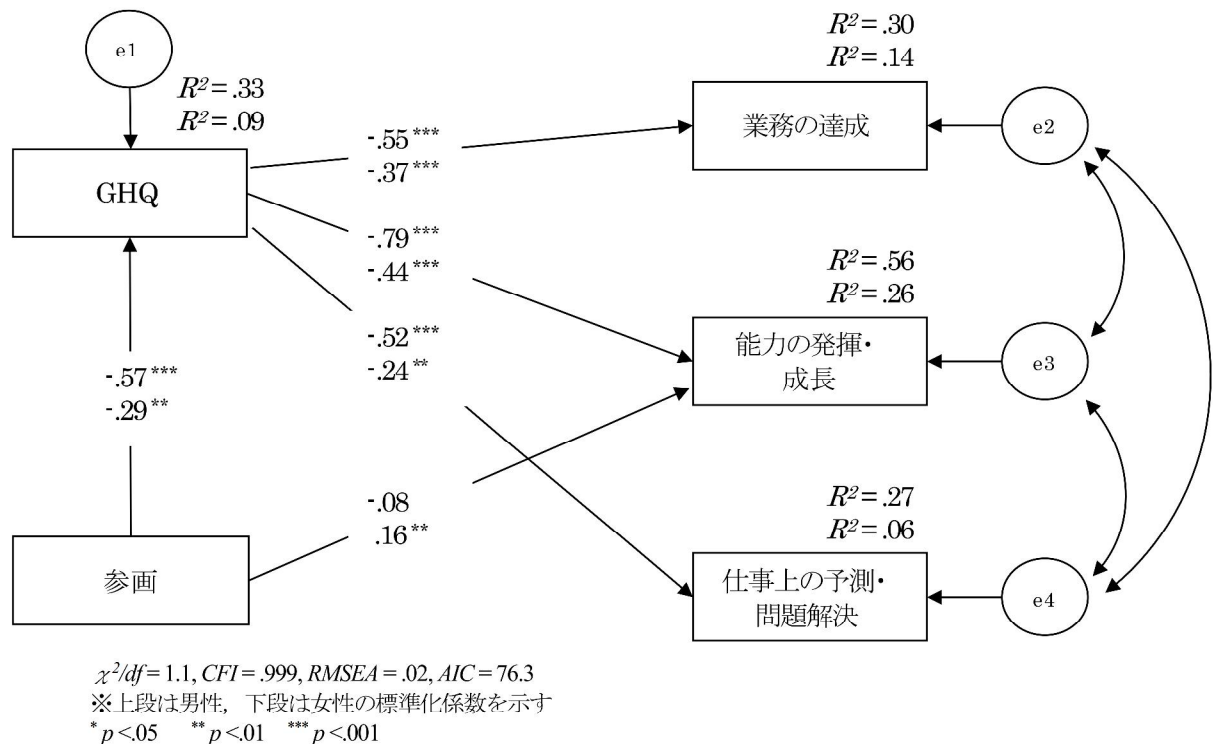 e1
R²=.33
R²=.09
GHQ
-.55***
-.37***
-.79***
-.44***
-.52***
-.24**
-.57***
-.29**
-.08
.16**
参画
R²=.30
R²=.14
業務の達成
e2
R²=.56
R²=.26
能力の発揮・
成長
e3
R²=.27
R²=.06
仕事上の予測・
問題解決
e4
χ²/df=1.1, CFI=.999, RMSEA=.02, AIC=76.3
※上段は男性，下段は女性の標準化係数を示す
* p<.05 ** p<.01 *** p<.001